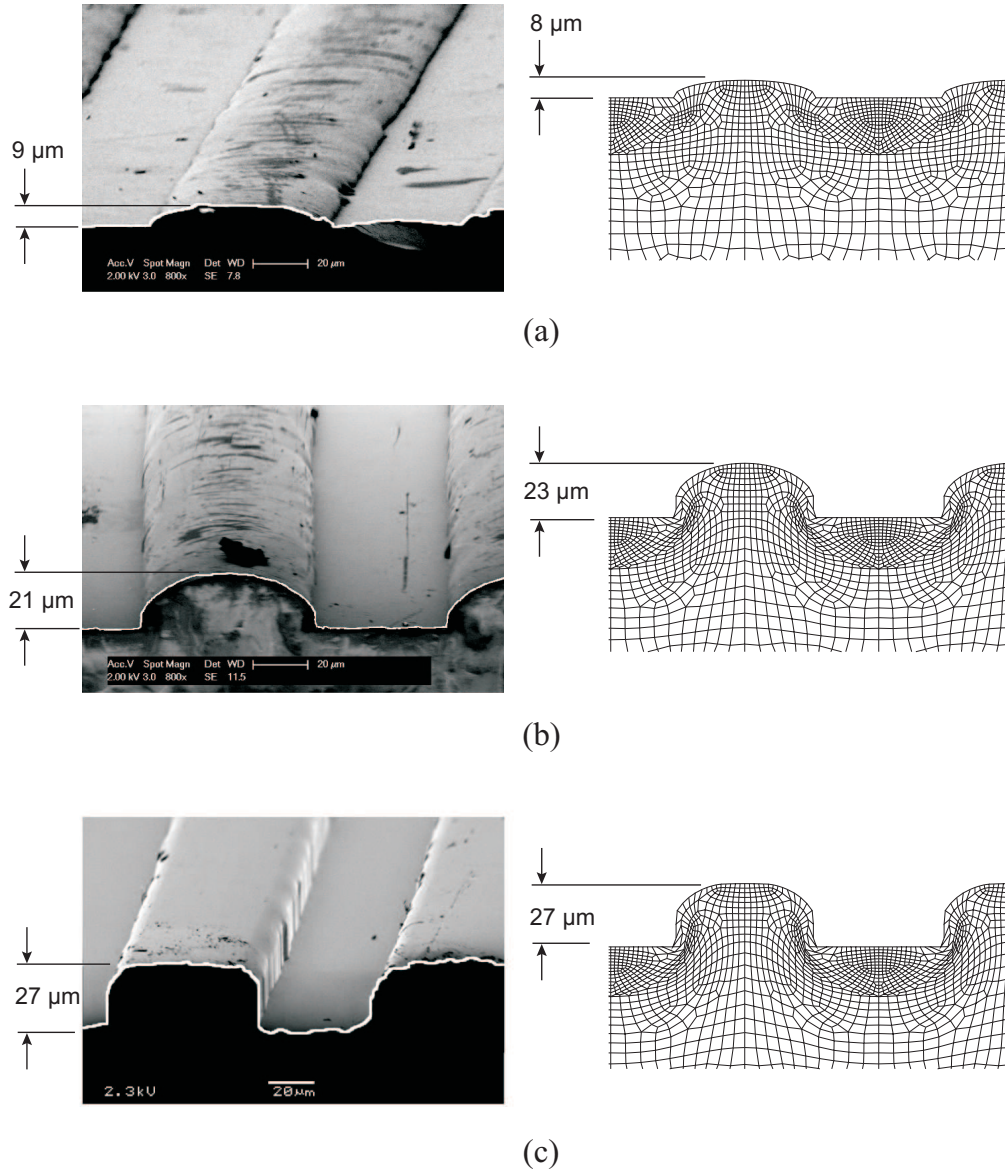 8 μm
9 μm
Acc.V Spot Magn Det WD 20 μm
2.00 kV 3.0 800x SE 7.8
(a)
23 μm
21 μm
Acc.V Spot Magn Det WD 20 μm
2.00 kV 3.0 800x SE 11.5
(b)
27 μm
27 μm
2.3kV 20μm
(c)